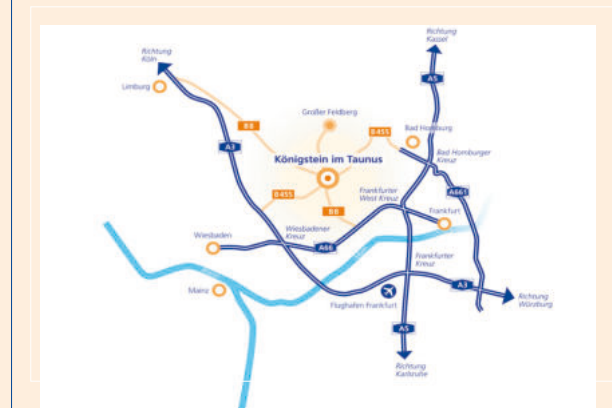 Richtung
Kassel
Richtung
Köln
A5
Limburg
Großer Feldberg
B8
B455
Bad Homburg
A3
Königstein im Taunus
Bad Homburger
Kreuz
B455
Frankfurter
West Kreuz
A661
B8
Frankfurt
Wiesbaden
Wiesbadener
Kreuz
A66
Frankfurter
Kreuz
Mainz
A3
Flughafen Frankfurt
Richtung
Würzburg
A5
Richtung
Karlsruhe